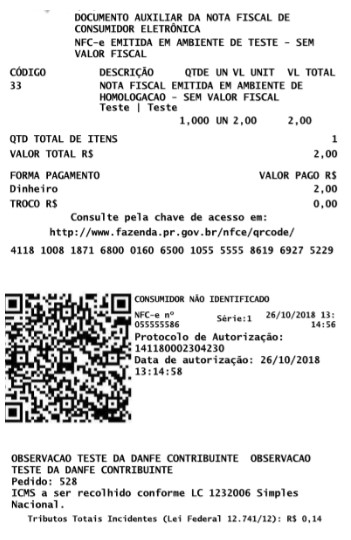 DOCUMENTO AUXILIAR DA NOTA FISCAL DE
CONSUMIDOR ELETRÔNICA
NFC-e EMITIDA EM AMBIENTE DE TESTE - SEM
VALOR FISCAL
CÓDIGO DESCRIÇÃO QTDE UN VL UNIT VL TOTAL
33 NOTA FISCAL EMITIDA EM AMBIENTE DE
HOMOLOGACAO - SEM VALOR FISCAL
Teste | Teste
1,000 UN 2,00 2,00
QTD TOTAL DE ITENS 1
VALOR TOTAL R$ 2,00
FORMA PAGAMENTO VALOR PAGO R$
Dinheiro 2,00
TROCO R$ 0,00
Consulte pela chave de acesso em:
http://www.fazenda.pr.gov.br/nfce/qrcode/
4118 1008 1871 6800 0160 6500 1055 5555 8619 6927 5229
CONSUMIDOR NÃO IDENTIFICADO
NFC-e nº Série:1 26/10/2018 13:
055555586 14:56
Protocolo de Autorização:
141180002304230
Data de autorização: 26/10/2018
13:14:58
OBSERVACAO TESTE DA DANFE CONTRIBUINTE OBSERVACAO
TESTE DA DANFE CONTRIBUINTE
Pedido: 528
ICMS a ser recolhido conforme LC 1232006 Simples
Nacional.
Tributos Totais Incidentes (Lei Federal 12.741/12): R$ 0,14